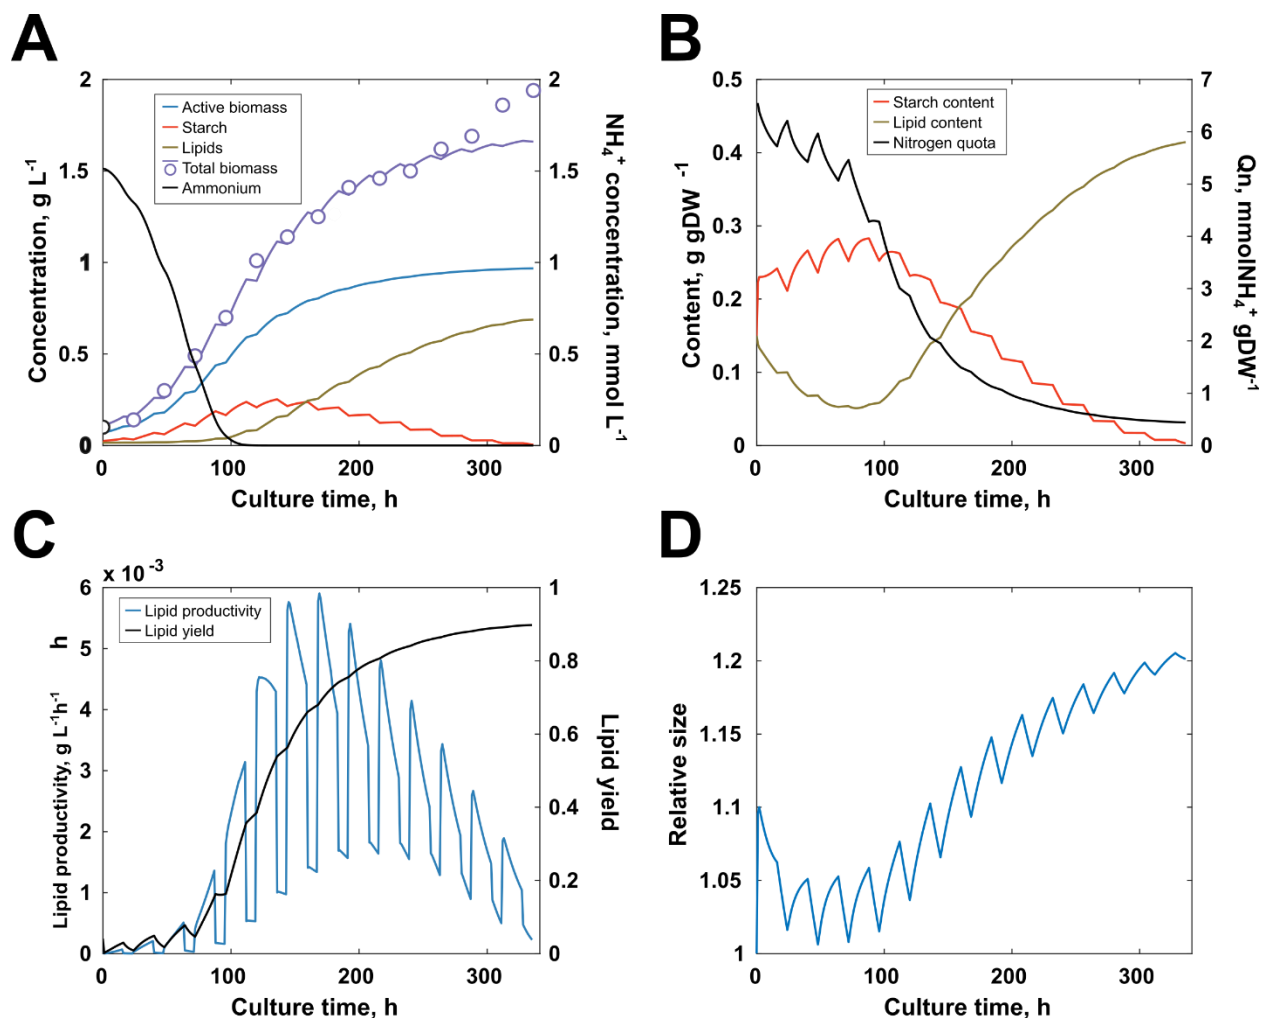 A
2
1.5
1
0.5
0
Concentration, g L-1
Active biomass
Starch
Lipids
Total biomass
Ammonium
2
1.5
1
0.5
0
NH4+ concentration, mmol L-1
0 100 200 300
Culture time, h
B
0.5
0.4
0.3
0.2
0.1
0
Content, g gDW -1
Starch content
Lipid content
Nitrogen quota
7
6
5
4
3
2
1
0
Qn, mmolNH4+ gDW-1
0 100 200 300
Culture time, h
C
x 10 -3
6
5
4
3
2
1
0
Lipid productivity, g L-1h-1
h
Lipid productivity
Lipid yield
1
0.8
0.6
0.4
0.2
0
Lipid yield
0 100 200 300
Culture time, h
D
1.25
1.2
1.15
1.1
1.05
1
Relative size
0 100 200 300
Culture time, h